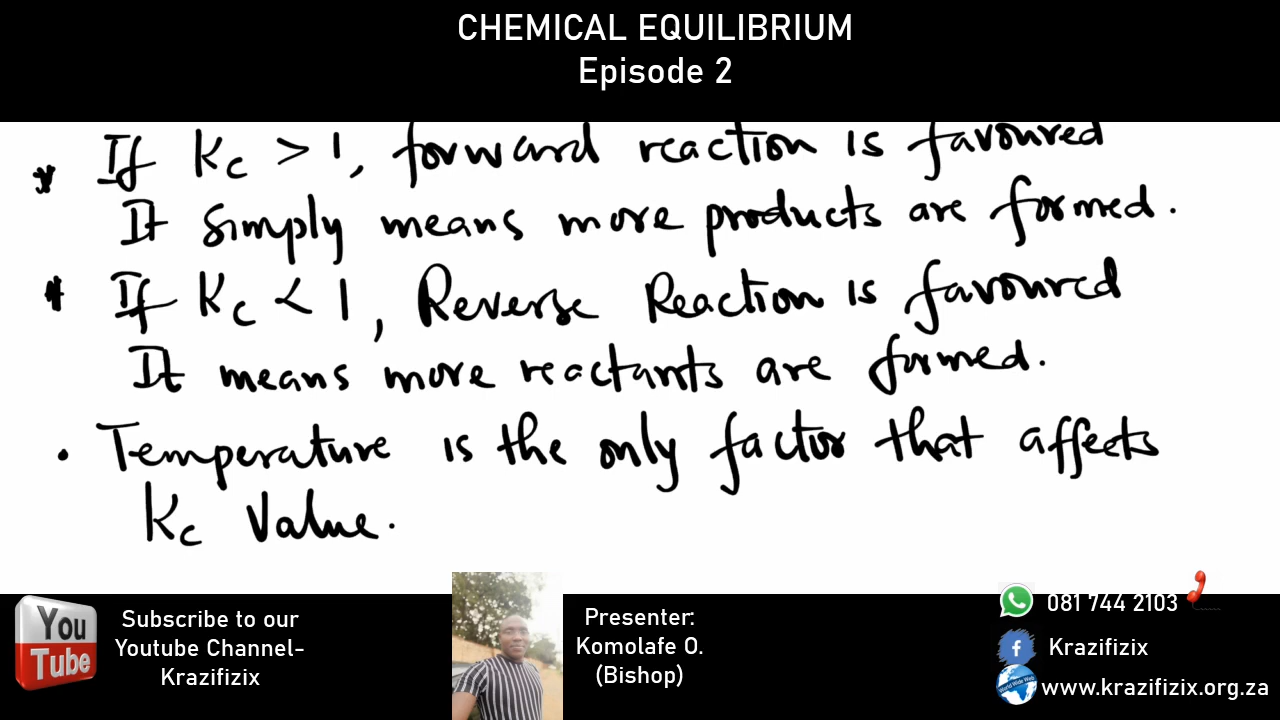 CHEMICAL EQUILIBRIUM
Episode 2
If Kc > 1, forward reaction is favoured
It simply means more products are formed.
* If Kc < 1, Reverse Reaction is favoured
It means more reactants are formed.
. Temperature is the only factor that affects
Kc Value.
You
Tube
Subscribe to our
Youtube Channel-
Krazifizix
Presenter:
Komolafe O.
(Bishop)
081 744 2103
f Krazifizix
World Wide Web
www.krazifizix.org.za